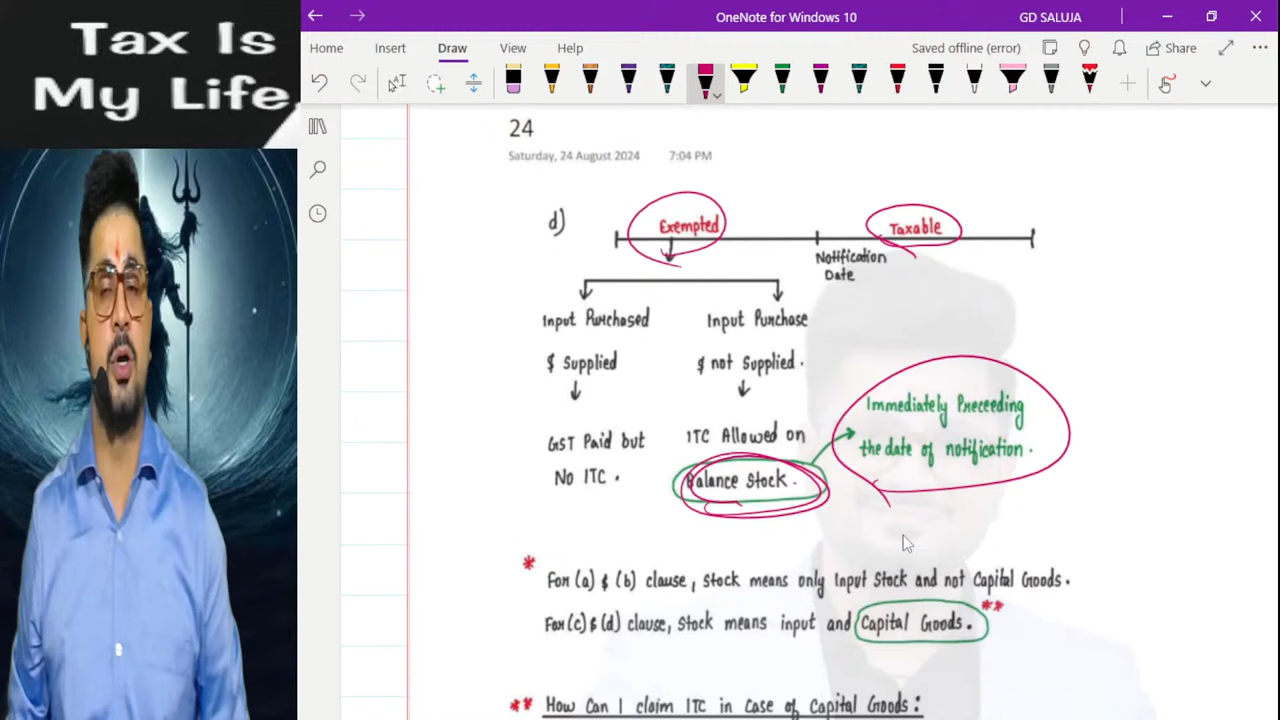 Tax Is
My Life
OneNote for Windows 10
GD SALUJA
Home
Insert
Draw
View
Help
Saved offline (error)
Share
24
Saturday, 24 August 2024
7:04 PM
d)
Exempted
Taxable
Notification
Date
Input Purchased
$ Supplied
Input Purchase
$ not Supplied.
GST Paid but
No ITC.
ITC Allowed on
Balance Stock.
Immediately Preceeding
the date of notification.
* For (a) $ (b) clause, Stock means only Input Stock and not Capital Goods.
For (c) $ (d) clause, Stock means input and Capital Goods. **
** How Can I claim ITC in Case of Capital Goods: